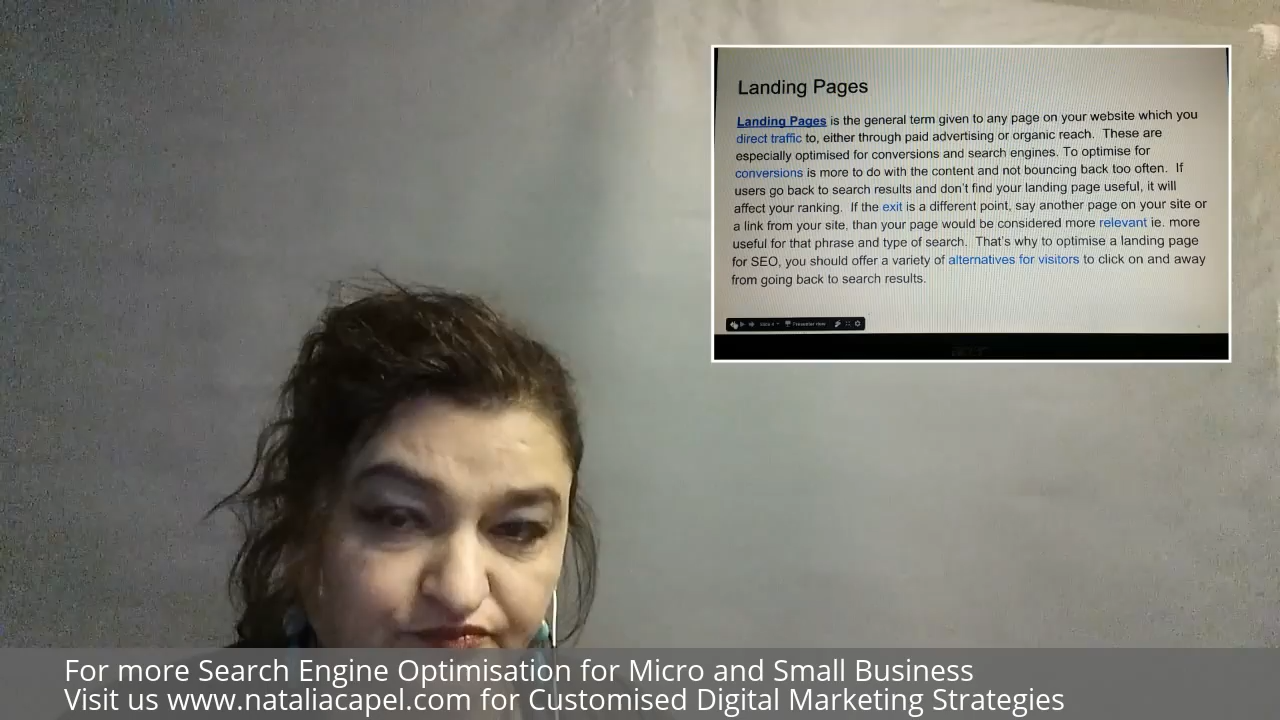 Landing Pages
Landing Pages is the general term given to any page on your website which you
direct traffic to, either through paid advertising or organic reach. These are
especially optimised for conversions and search engines. To optimise for
conversions is more to do with the content and not bouncing back too often. If
users go back to search results and don't find your landing page useful, it will
affect your ranking. If the exit is a different point, say another page on your site or
a link from your site, than your page would be considered more relevant ie. more
useful for that phrase and type of search. That's why to optimise a landing page
for SEO, you should offer a variety of alternatives for visitors to click on and away
from going back to search results.
Presenter view
For more Search Engine Optimisation for Micro and Small Business
Visit us www.nataliacapel.com for Customised Digital Marketing Strategies